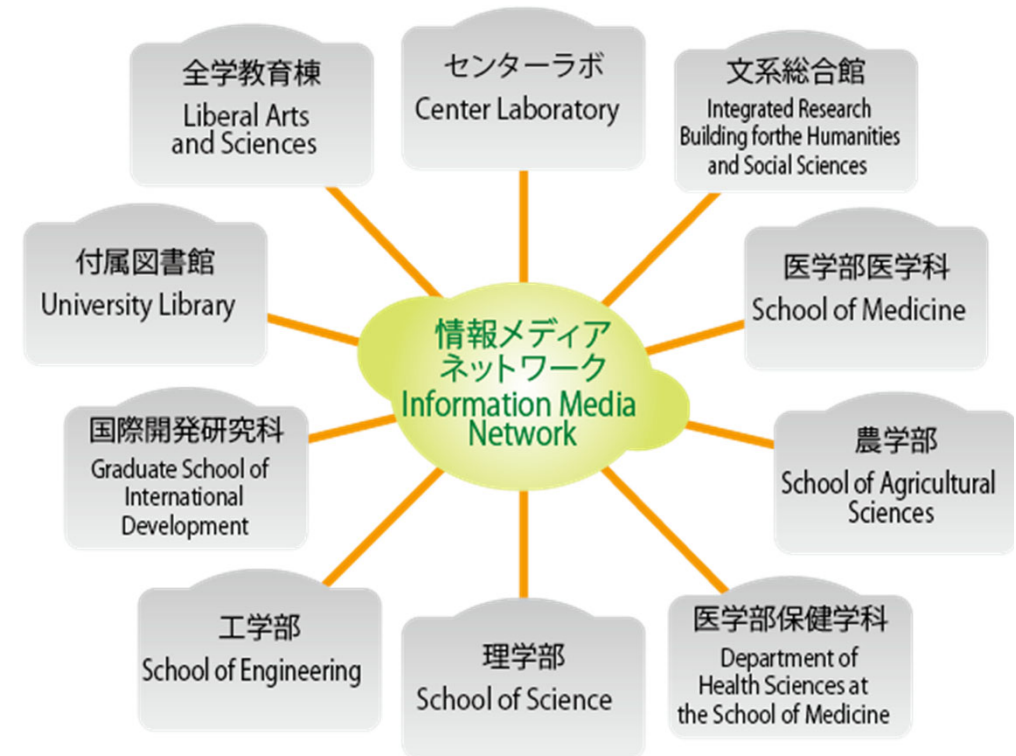 全学教育棟
Liberal Arts
and Sciences
センターラボ
Center Laboratory
文系総合館
Integrated Research
Building forthe Humanities
and Social Sciences
付属図書館
University Library
情報メディア
ネットワーク
Information Media
Network
医学部医学科
School of Medicine
国際開発研究科
Graduate School of
International
Development
農学部
School of Agricultural
Sciences
工学部
School of Engineering
理学部
School of Science
医学部保健学科
Department of
Health Sciences at
the School of Medicine